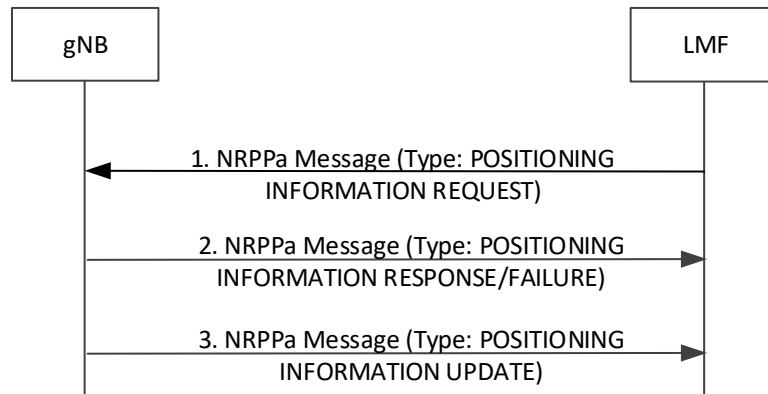 gNB
LMF
1. NRPPa Message (Type: POSITIONING
INFORMATION REQUEST)
2. NRPPa Message (Type: POSITIONING
INFORMATION RESPONSE/FAILURE)
3. NRPPa Message (Type: POSITIONING
INFORMATION UPDATE)